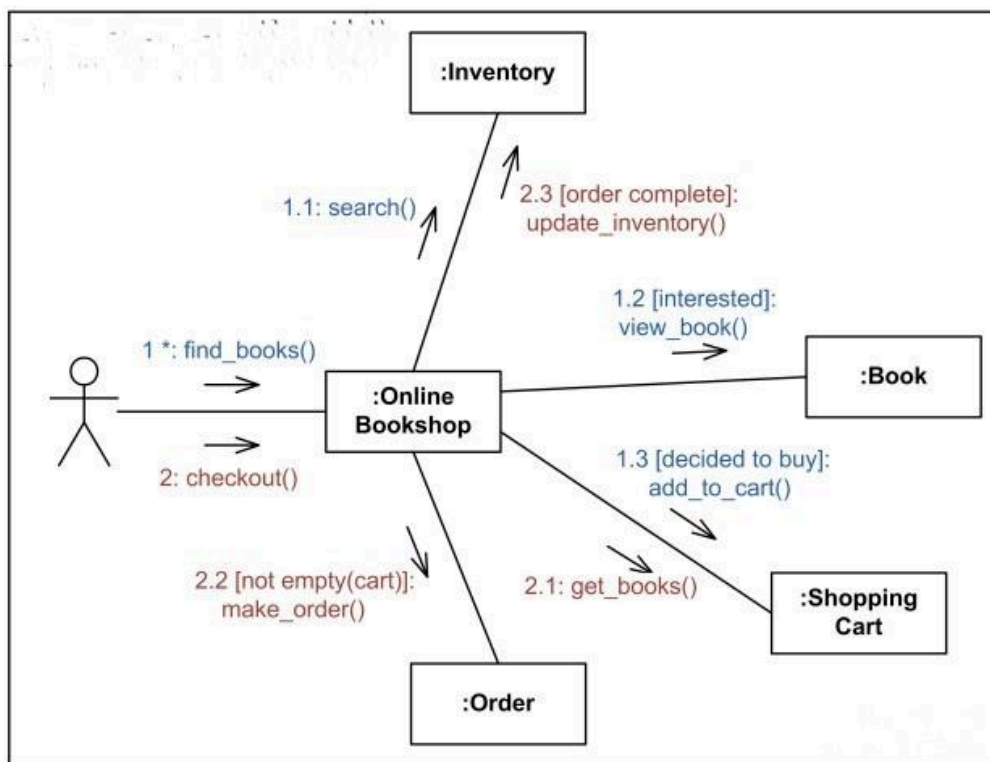 :Inventory
1.1: search()
2.3 [order complete]:
update_inventory()
1.2 [interested]:
view_book()
1 *: find_books()
:Book
:Online
Bookshop
1.3 [decided to buy]:
add_to_cart()
2: checkout()
2.2 [not empty(cart)]:
make_order()
2.1: get_books()
:Shopping
Cart
:Order